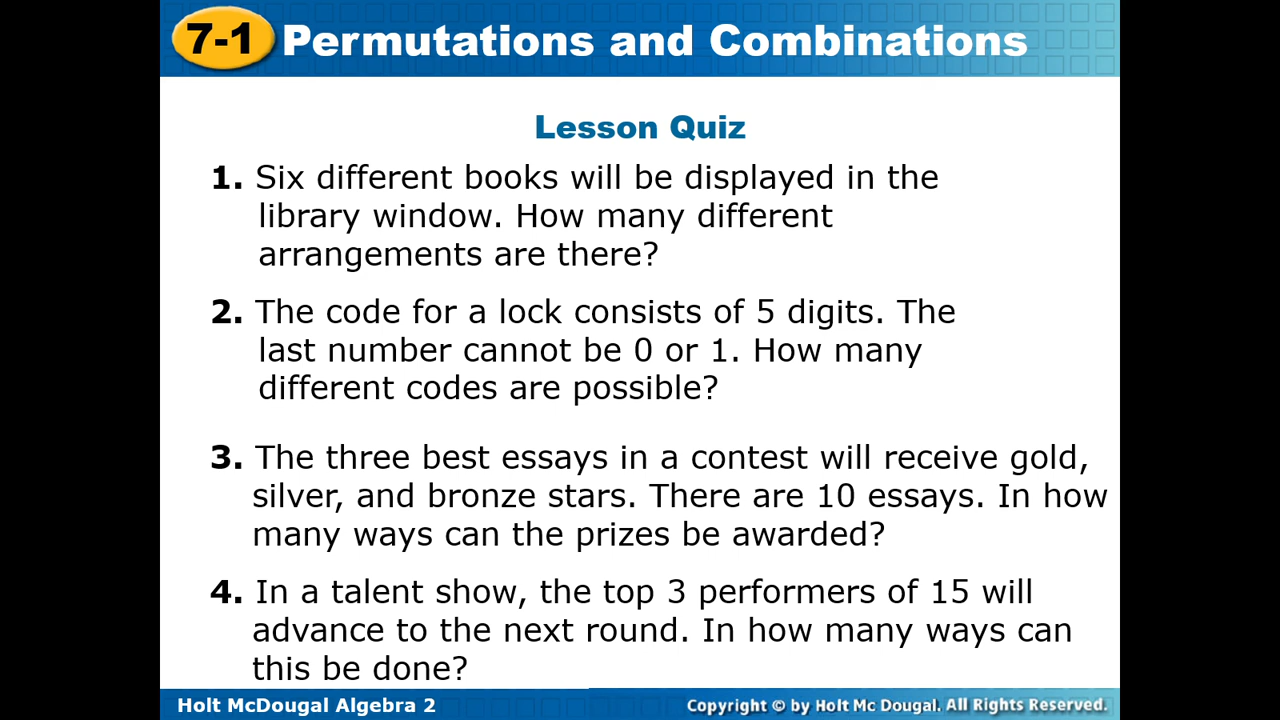 7-1 Permutations and Combinations
Lesson Quiz
1. Six different books will be displayed in the
library window. How many different
arrangements are there?
2. The code for a lock consists of 5 digits. The
last number cannot be 0 or 1. How many
different codes are possible?
3. The three best essays in a contest will receive gold,
silver, and bronze stars. There are 10 essays. In how
many ways can the prizes be awarded?
4. In a talent show, the top 3 performers of 15 will
advance to the next round. In how many ways can
this be done?
Holt McDougal Algebra 2
Copyright © by Holt Mc Dougal. All Rights Reserved.